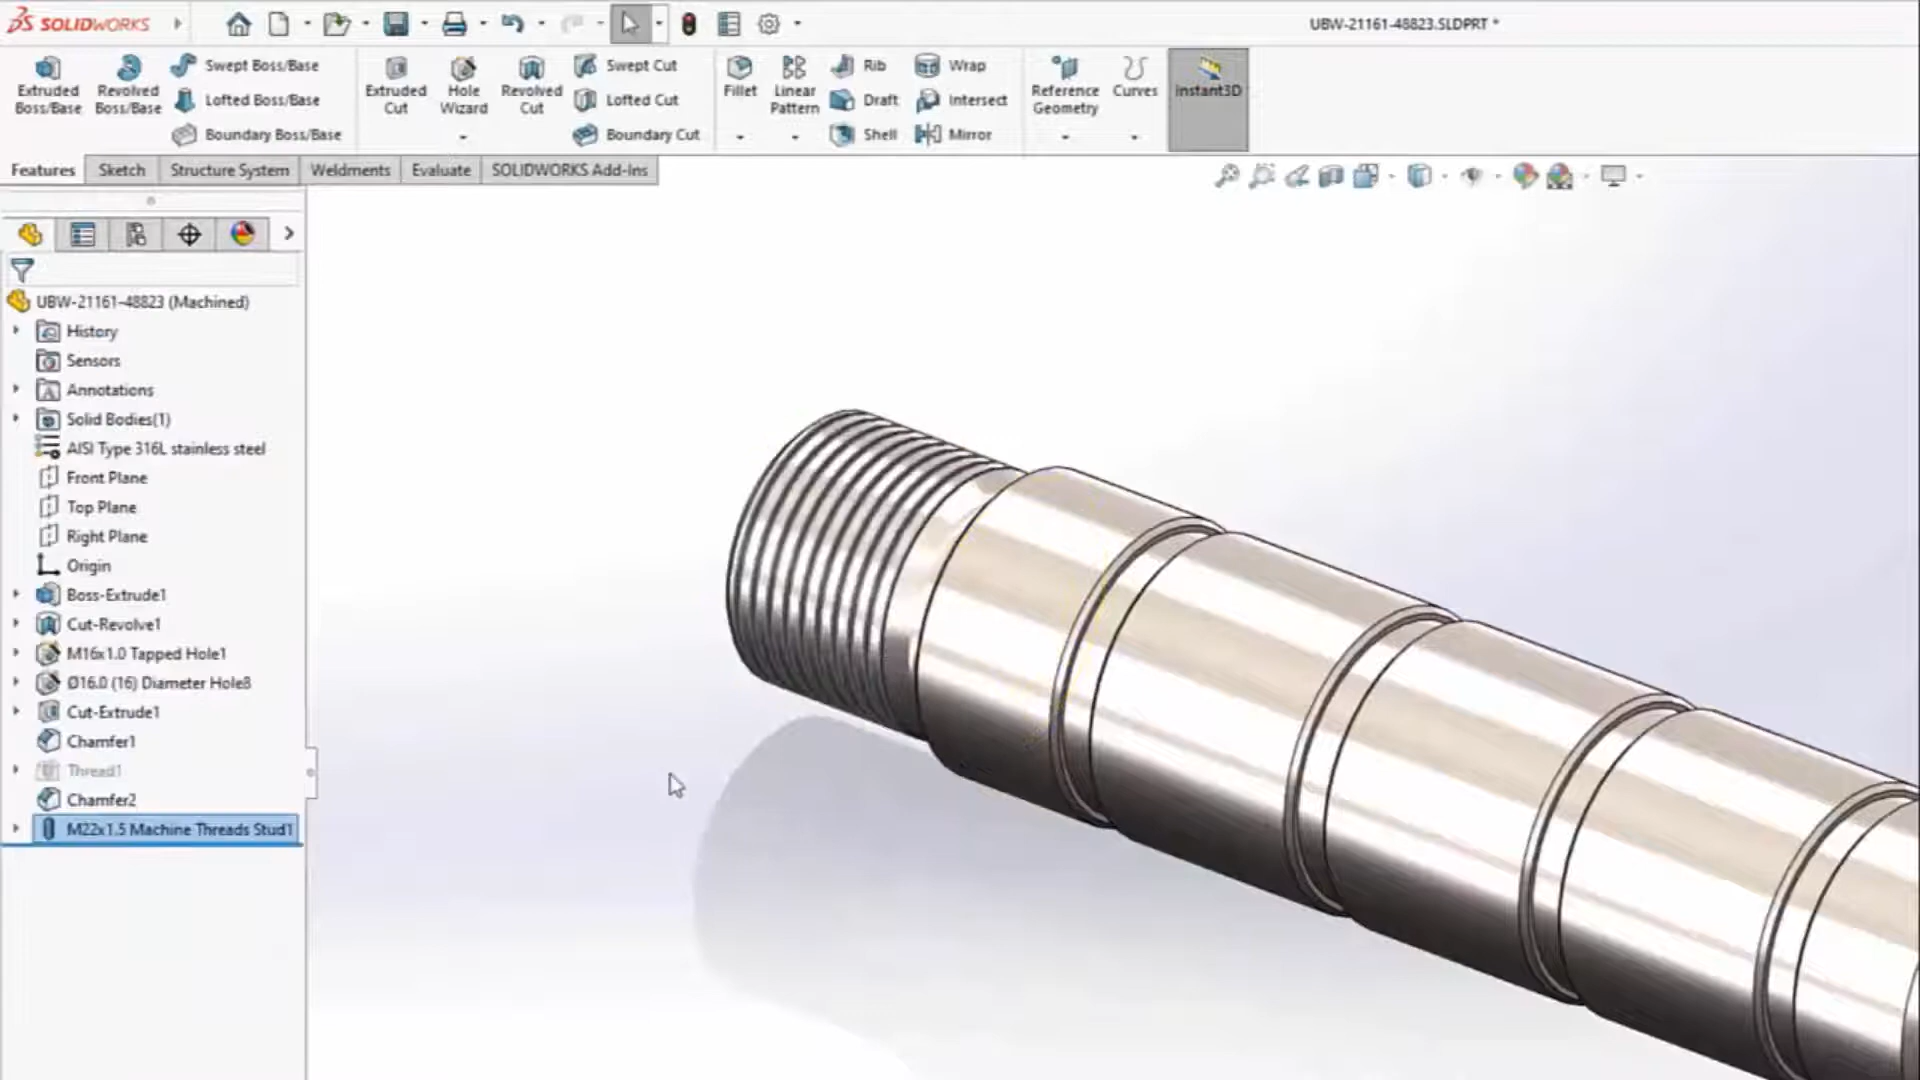 SOLIDWORKS
UBW-21161-48823.SLDPRT *
Extruded Boss/Base
Revolved Boss/Base
Swept Boss/Base
Lofted Boss/Base
Boundary Boss/Base
Extruded Cut
Hole Wizard
Revolved Cut
Swept Cut
Lofted Cut
Boundary Cut
Fillet
Linear Pattern
Rib
Draft
Shell
Wrap
Intersect
Mirror
Reference Geometry
Curves
Instant3D
Features
Sketch
Structure System
Weldments
Evaluate
SOLIDWORKS Add-Ins
UBW-21161-48823 (Machined)
History
Sensors
Annotations
Solid Bodies(1)
AISI Type 316L stainless steel
Front Plane
Top Plane
Right Plane
Origin
Boss-Extrude1
Cut-Revolve1
M16x1.0 Tapped Hole1
Ø16.0 (16) Diameter Hole8
Cut-Extrude1
Chamfer1
Thread1
Chamfer2
M22x1.5 Machine Threads Stud1